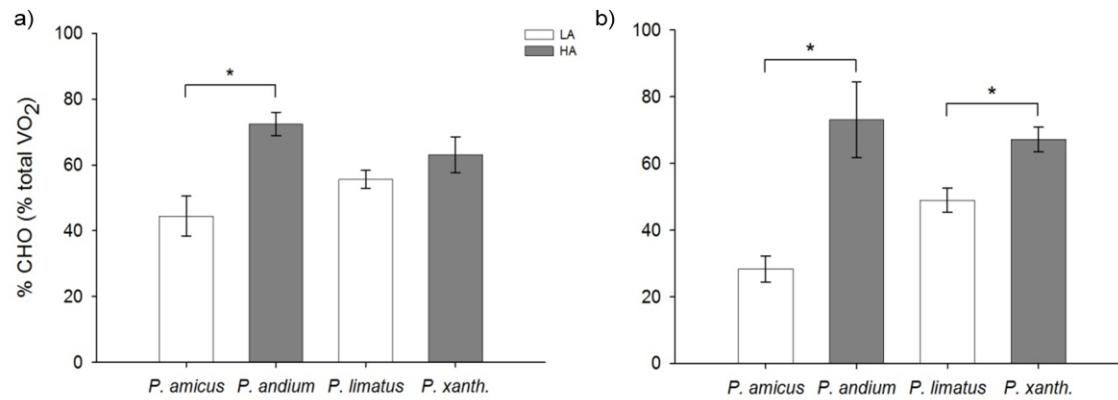 a)
% CHO (% total VO2)
100
80
60
40
20
0
*
LA
HA
P. amicus P. andium P. limatus P. xanth.
b)
100
80
60
40
20
0
*
*
P. amicus P. andium P. limatus P. xanth.